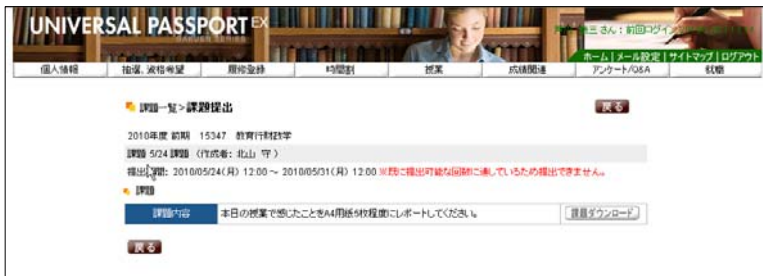 UNIVERSAL PASSPORT EX
さん：前回ログイン
ホーム | メール設定 | サイトマップ | ログアウト
個人情報 抽選、資格希望 履修登録 時間割 授業 成績関連 アンケート/Q&A 就職
課題一覧>課題提出 戻る
2010年度 前期 15347 教育行財政学
課題 5/24 課題 (作成者: 北山 守)
提出期間: 2010/05/24(月) 12:00 ～ 2010/05/31(月) 12:00 ※既に提出可能な回数に達しているため提出できません。
課題
課題内容 本日の授業で感じたことをA4用紙5枚程度にレポートしてください。 課題ダウンロード
戻る